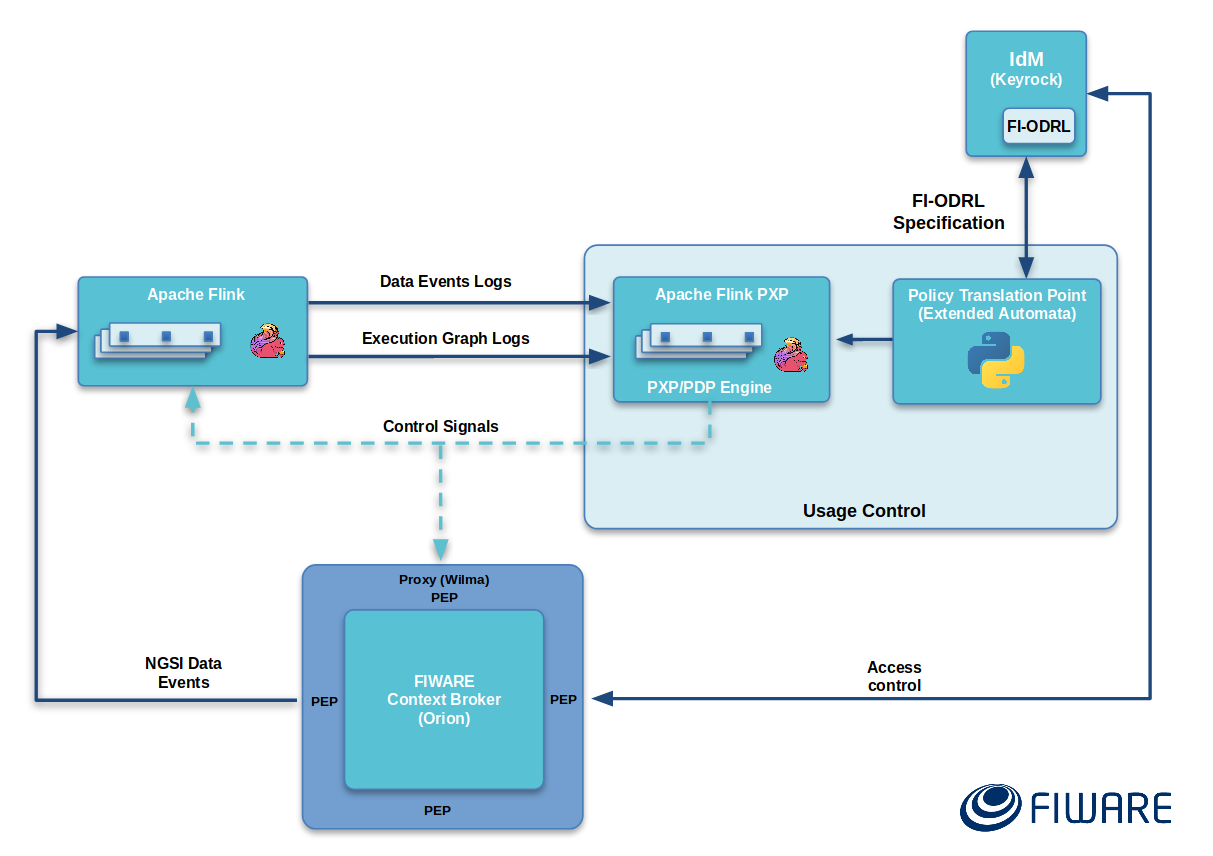 IdM
(Keyrock)
FI-ODRL
FI-ODRL
Specification
Data Events Logs
Apache Flink
Apache Flink PXP
Policy Translation Point
(Extended Automata)
Execution Graph Logs
PXP/PDP Engine
Control Signals
Usage Control
Proxy (Wilma)
PEP
NGSI Data
Events
FIWARE
Context Broker
(Orion)
PEP
PEP
Access
control
PEP
FIWARE